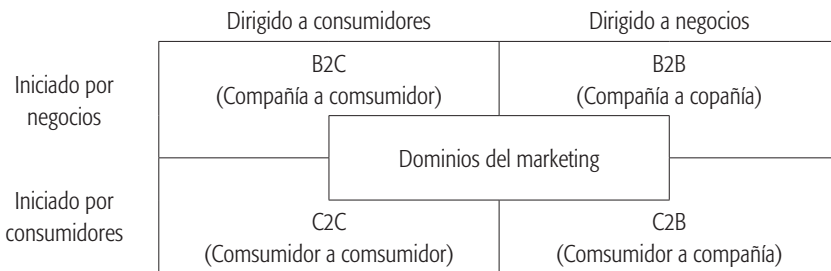 Dirigido a consumidores
Dirigido a negocios
Iniciado por
negocios
B2C
(Compañía a comsumidor)
B2B
(Compañía a copañía)
Dominios del marketing
Iniciado por
consumidores
C2C
(Comsumidor a comsumidor)
C2B
(Comsumidor a compañía)